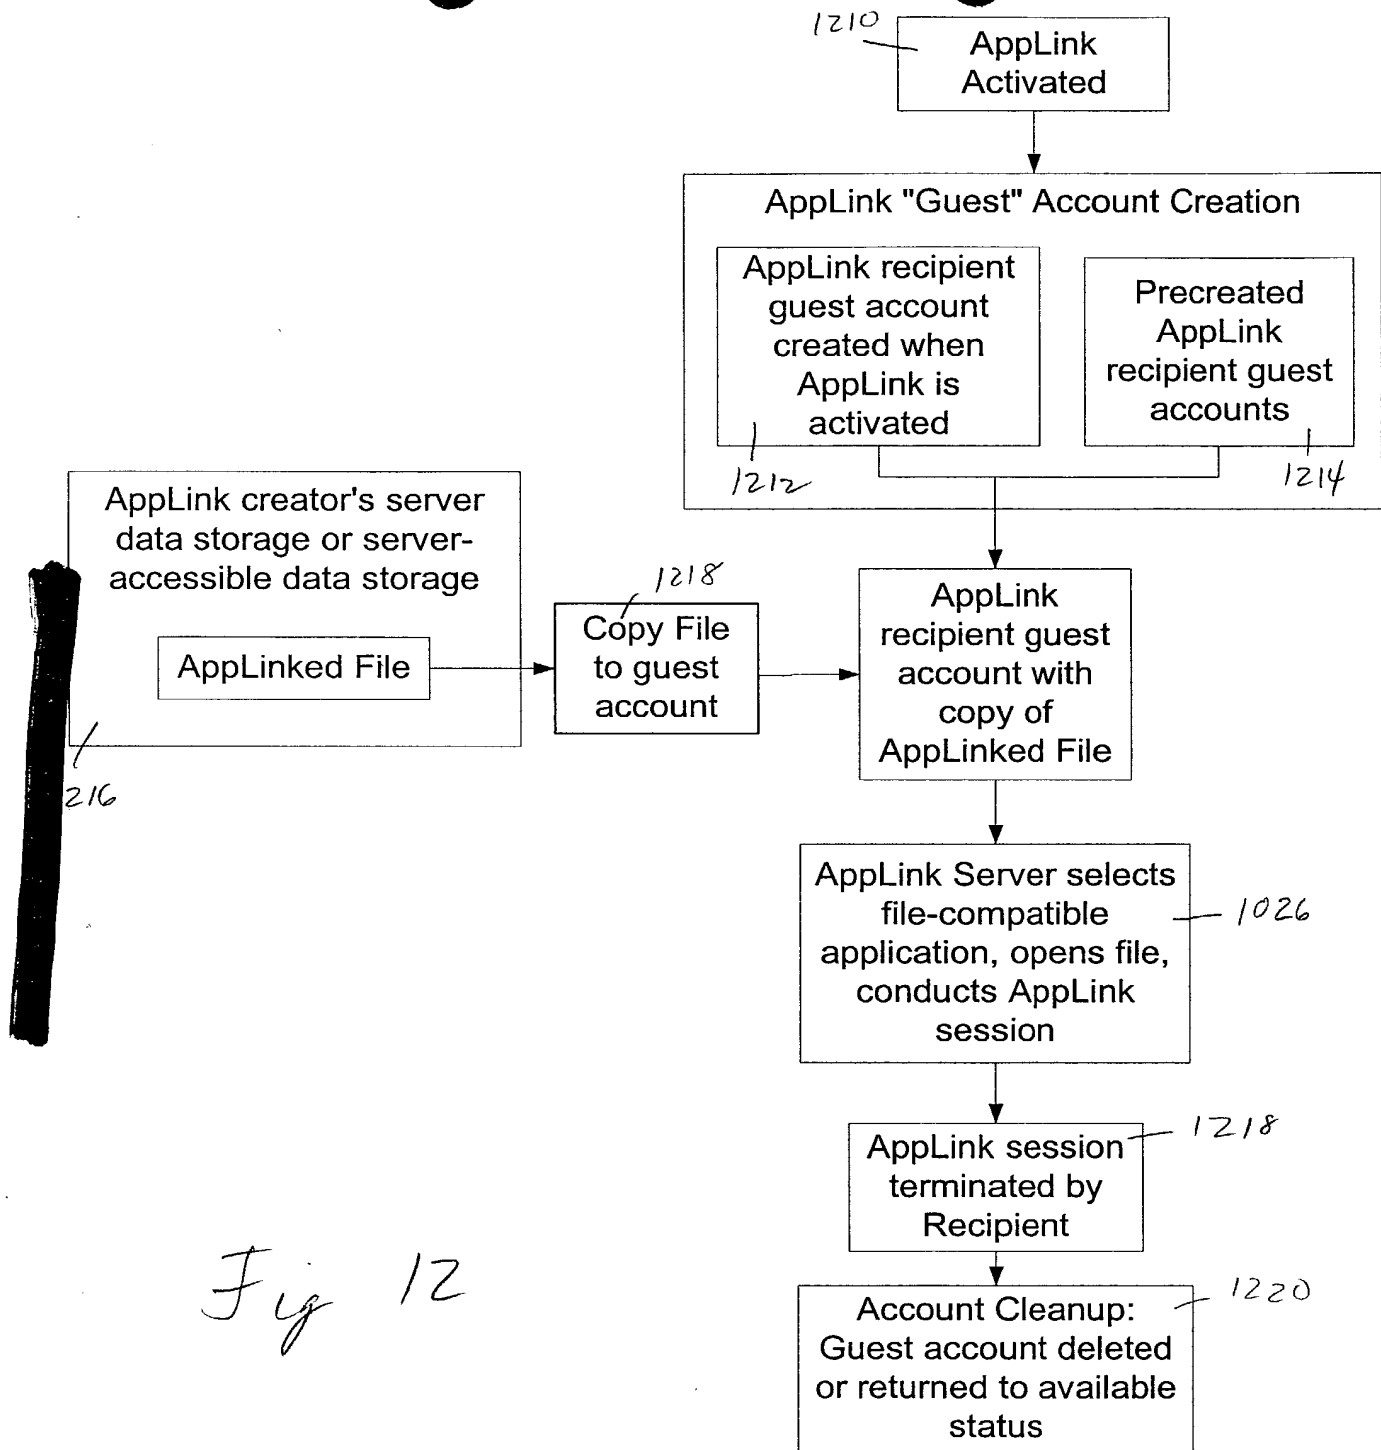 1210
AppLink
Activated
AppLink "Guest" Account Creation
AppLink recipient
guest account
created when
AppLink is
activated
1212
Precreated
AppLink
recipient guest
accounts
1214
AppLink creator's server
data storage or server-
accessible data storage
AppLinked File
216
1218
Copy File
to guest
account
AppLink
recipient guest
account with
copy of
AppLinked File
AppLink Server selects
file-compatible
application, opens file,
conducts AppLink
session
1026
AppLink session
terminated by
Recipient
1218
Account Cleanup:
Guest account deleted
or returned to available
status
1220
Fig 12